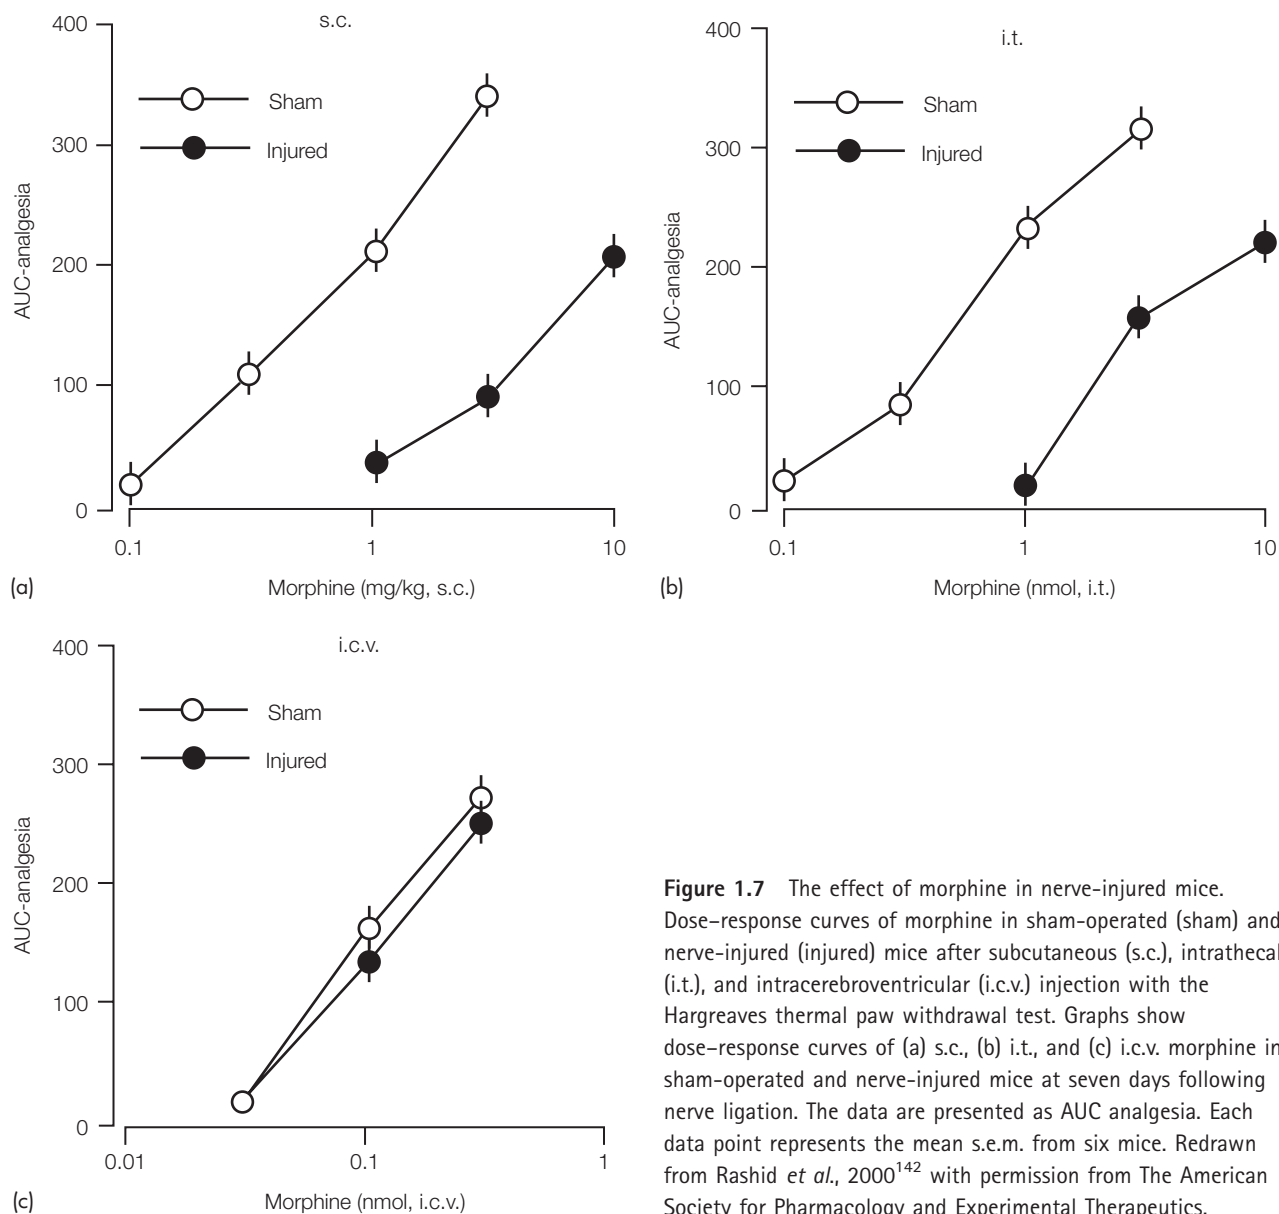 s.c.
400
300
200
100
0
AUC-analgesia
Sham
Injured
0.1 1 10
(a) Morphine (mg/kg, s.c.)
i.t.
400
300
200
100
0
AUC-analgesia
Sham
Injured
0.1 1 10
(b) Morphine (nmol, i.t.)
i.c.v.
400
300
200
100
0
AUC-analgesia
Sham
Injured
0.01 0.1 1
(c) Morphine (nmol, i.c.v.)
Figure 1.7 The effect of morphine in nerve-injured mice.
Dose–response curves of morphine in sham-operated (sham) and
nerve-injured (injured) mice after subcutaneous (s.c.), intrathecal
(i.t.), and intracerebroventricular (i.c.v.) injection with the
Hargreaves thermal paw withdrawal test. Graphs show
dose–response curves of (a) s.c., (b) i.t., and (c) i.c.v. morphine in
sham-operated and nerve-injured mice at seven days following
nerve ligation. The data are presented as AUC analgesia. Each
data point represents the mean s.e.m. from six mice. Redrawn
from Rashid et al., 2000142 with permission from The American
Society for Pharmacology and Experimental Therapeutics.